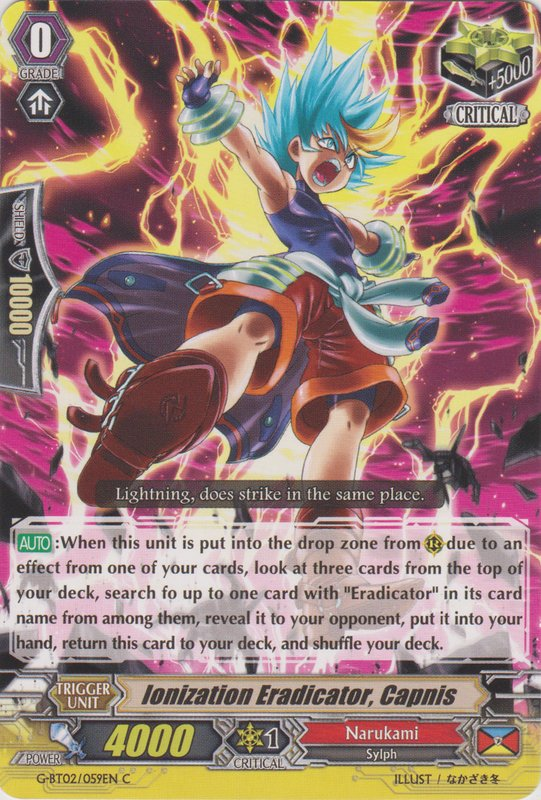 0
GRADE
+5000
CRITICAL
SHIELD
10000
Lightning, does strike in the same place.
AUTO:When this unit is put into the drop zone from R due to an
effect from one of your cards, look at three cards from the top of
your deck, search fo up to one card with "Eradicator" in its card
name from among them, reveal it to your opponent, put it into your
hand, return this card to your deck, and shuffle your deck.
TRIGGER
UNIT
Ionization Eradicator, Capnis
POWER
4000
1
CRITICAL
Narukami
Sylph
G-BT02/059EN C
ILLUST / なかざき冬